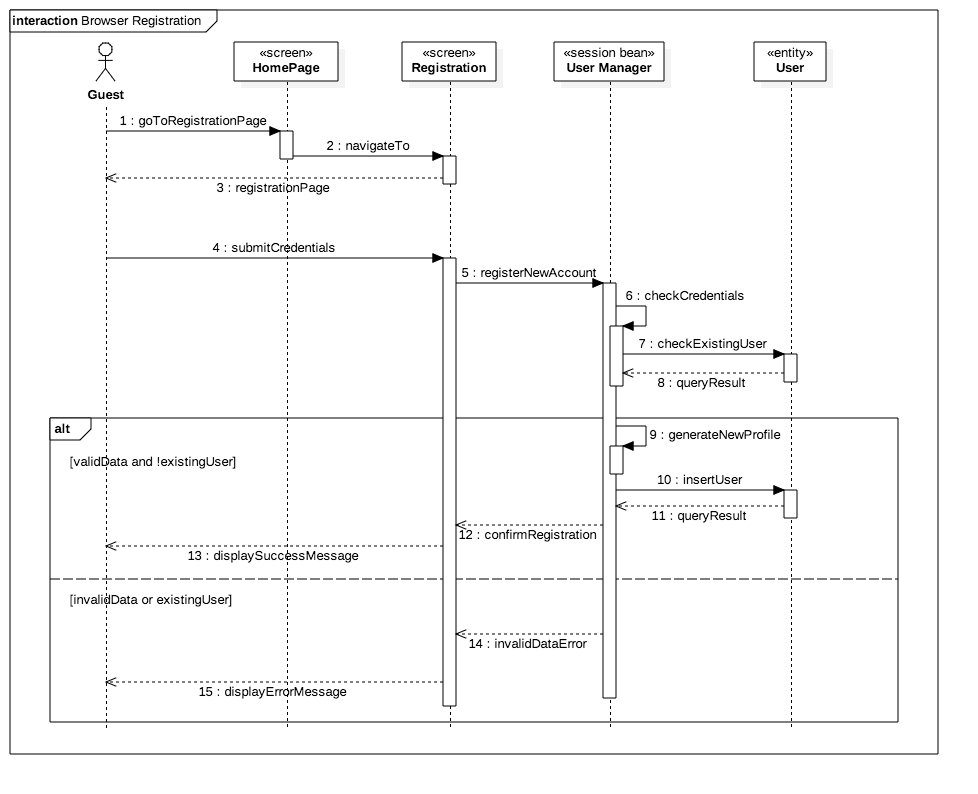 interaction Browser Registration
«screen»
HomePage
«screen»
Registration
«session bean»
User Manager
«entity»
User
Guest
1 : goToRegistrationPage
2 : navigateTo
3 : registrationPage
4 : submitCredentials
5 : registerNewAccount
6 : checkCredentials
7 : checkExistingUser
8 : queryResult
alt
9 : generateNewProfile
[validData and !existingUser]
10 : insertUser
11 : queryResult
12 : confirmRegistration
13 : displaySuccessMessage
[invalidData or existingUser]
14 : invalidDataError
15 : displayErrorMessage